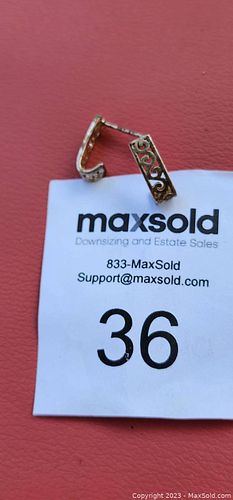 maxsold
Downsizing and Estate Sales
833-MaxSold
Support@maxsold.com
36
Copyright © 2023 - MaxSold.com